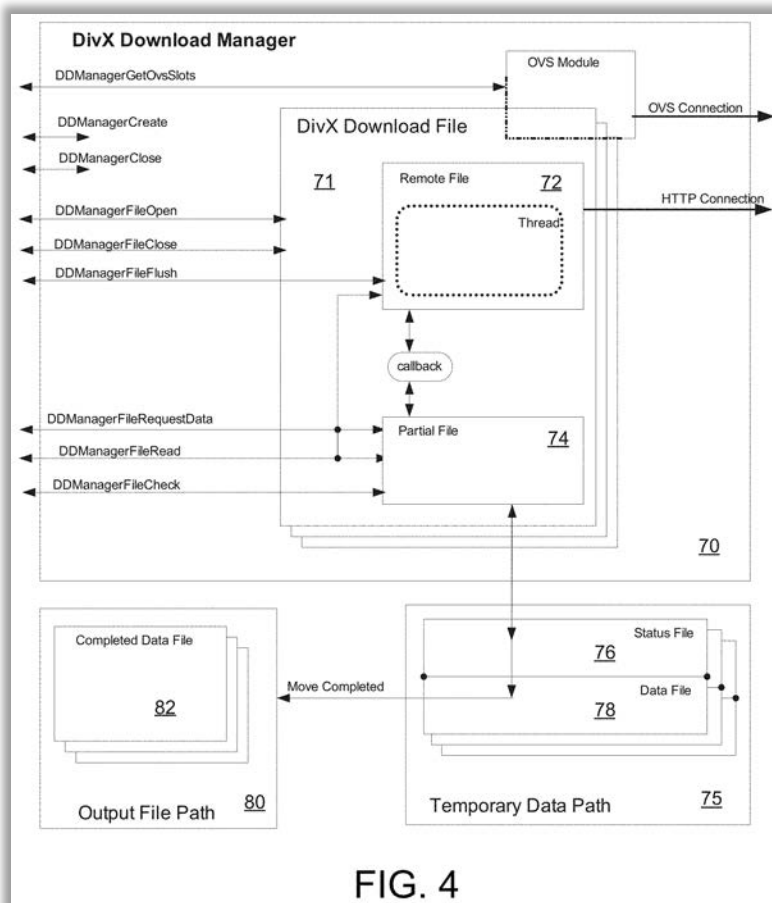 DivX Download Manager
OVS Module
DDManagerGetOvsSlots
OVS Connection
DivX Download File
DDManagerCreate
DDManagerClose
71
Remote File
72
Thread
DDManagerFileOpen
HTTP Connection
DDManagerFileClose
DDManagerFileFlush
callback
DDManagerFileRequestData
Partial File
74
DDManagerFileRead
DDManagerFileCheck
70
Completed Data File
82
Output File Path
80
Move Completed
Status File
76
Data File
78
Temporary Data Path
75
FIG. 4